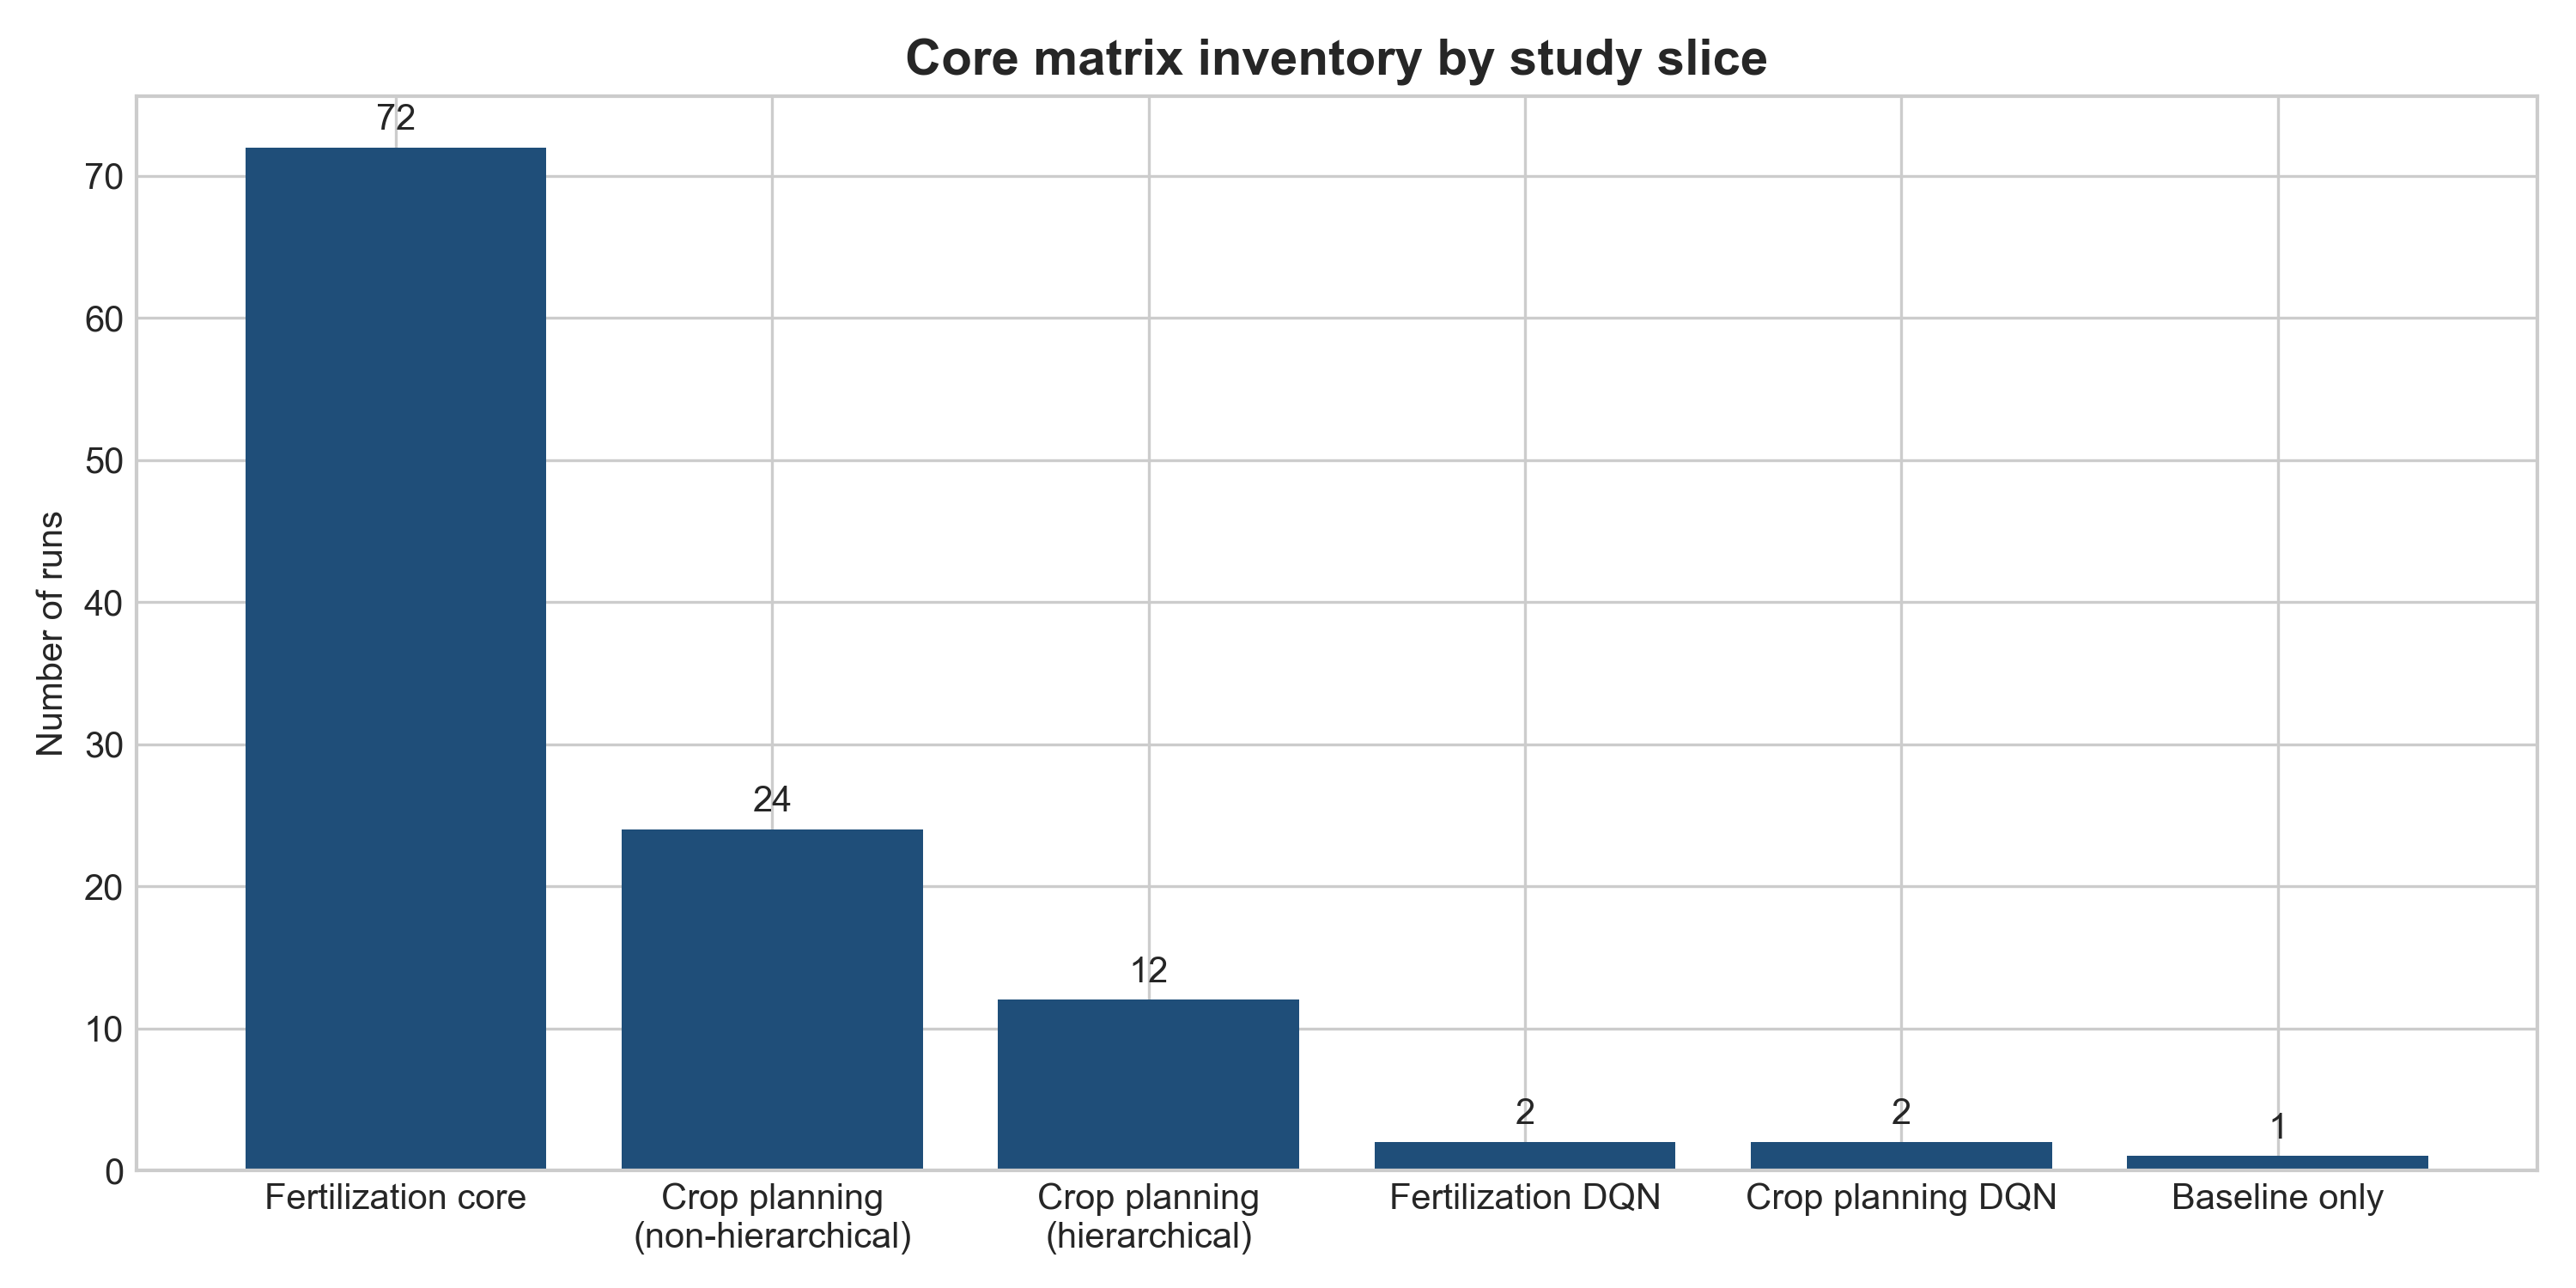 Core matrix inventory by study slice
72
70
60
50
40
30
24
20
12
10
2
2
1
0
Number of runs
Fertilization core
Crop planning
(non-hierarchical)
Crop planning
(hierarchical)
Fertilization DQN
Crop planning DQN
Baseline only